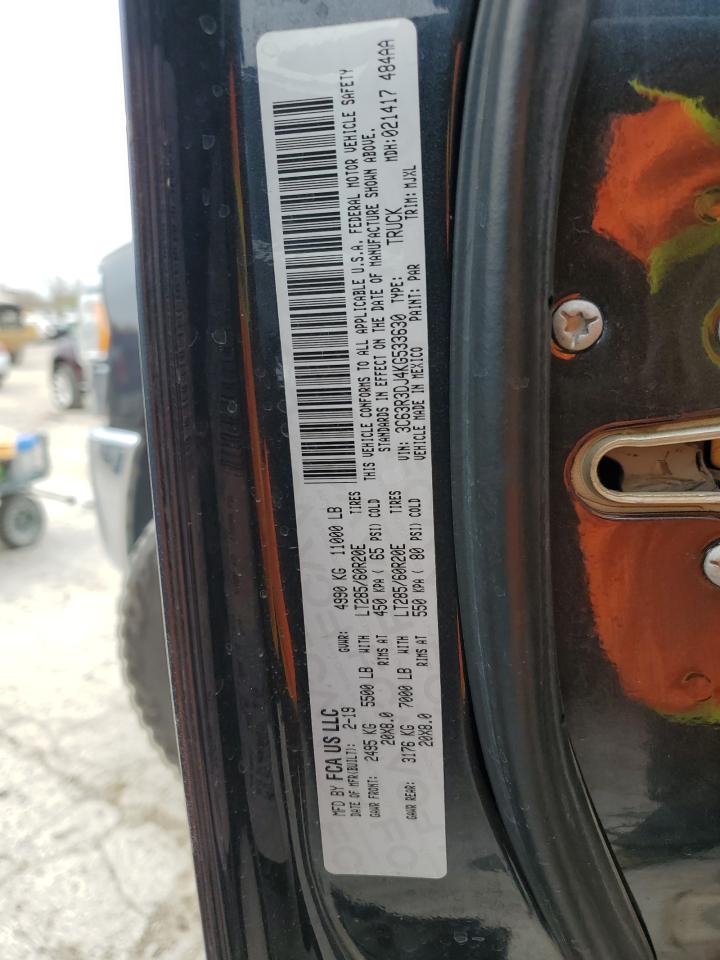 MFD BY FCA US LLC
DATE OF MFR(BUILT): 2-19 GVWR: 4990 KG 11000 LB
GAWR FRONT: 2495 KG 5500 LB WITH LT285/60R20E TIRES
20X8.0 RIMS AT 450 KPA ( 65 PSI) COLD
GAWR REAR: 3176 KG 7000 LB WITH LT285/60R20E TIRES
20X8.0 RIMS AT 550 KPA ( 80 PSI) COLD
THIS VEHICLE CONFORMS TO ALL APPLICABLE U.S.A. FEDERAL MOTOR VEHICLE SAFETY
STANDARDS IN EFFECT ON THE DATE OF MANUFACTURE SHOWN ABOVE.
VIN: 3C63R3DJ4KG533630 TYPE: TRUCK MDH:021417 484AA
VEHICLE MADE IN MEXICO PAINT: PAR TRIM: MJXL